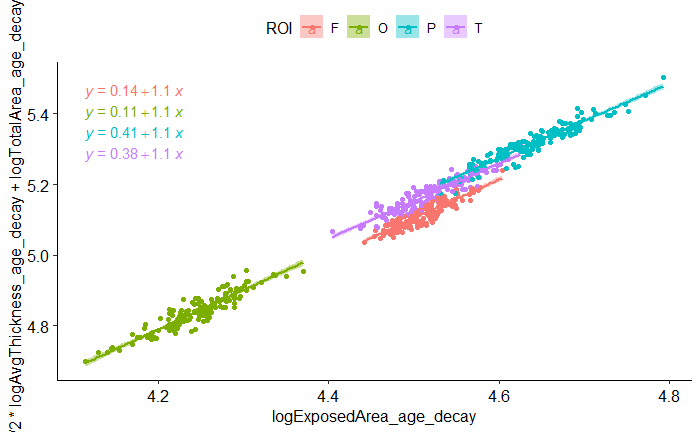 ROI a F a O a P a T
y = 0.14 + 1.1 x
y = 0.11 + 1.1 x
y = 0.41 + 1.1 x
y = 0.38 + 1.1 x
/2 * logAvgThickness_age_decay + logTotalArea_age_decay
5.4
5.2
5.0
4.8
4.2 4.4 4.6 4.8
logExposedArea_age_decay